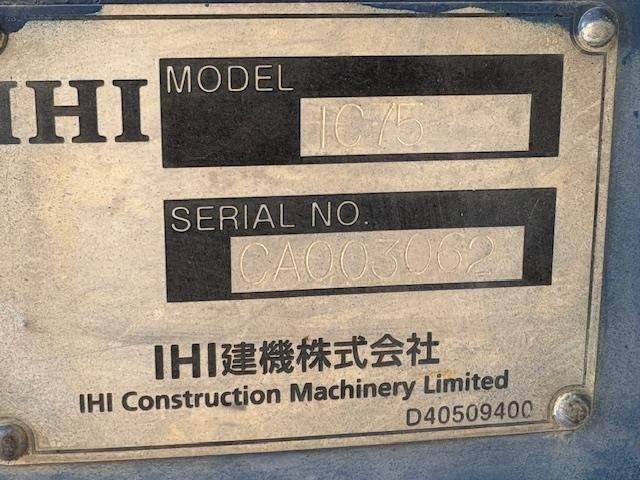 IHI
MODEL
IC75
SERIAL NO.
CA003062
IHI建機株式会社
IHI Construction Machinery Limited
D40509400